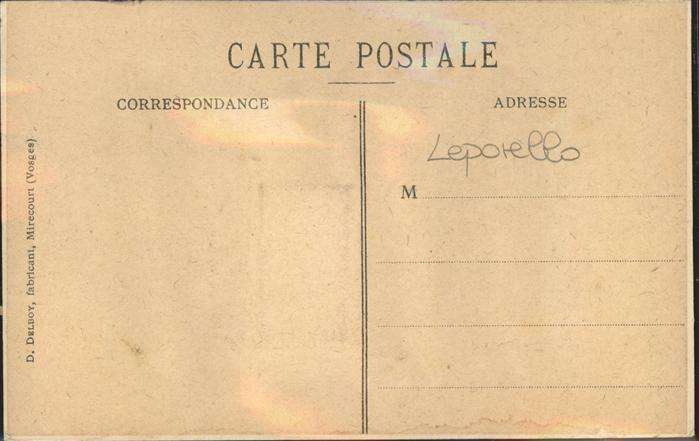 CARTE POSTALE
CORRESPONDANCE
ADRESSE
Leporello
M
D. DELBOY, fabricant, Mirecourt (Vosges)